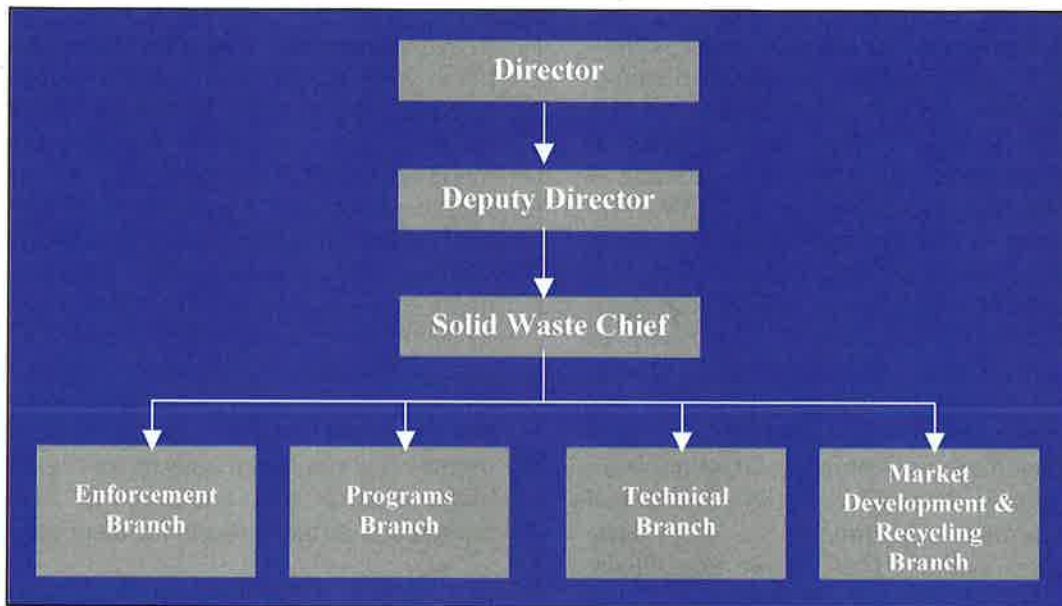 Director
Deputy Director
Solid Waste Chief
Enforcement
Branch
Programs
Branch
Technical
Branch
Market
Development &
Recycling
Branch